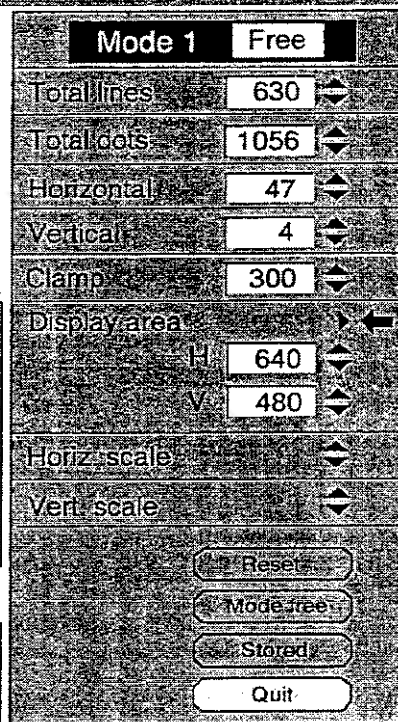 Mode 1 Free
Total lines 630
Total dots 1056
Horizontal 47
Vertical 4
Clamp 300
Display area
H 640
V 480
Horiz. scale
Vert. scale
Reset
Mode free
Stored
Quit